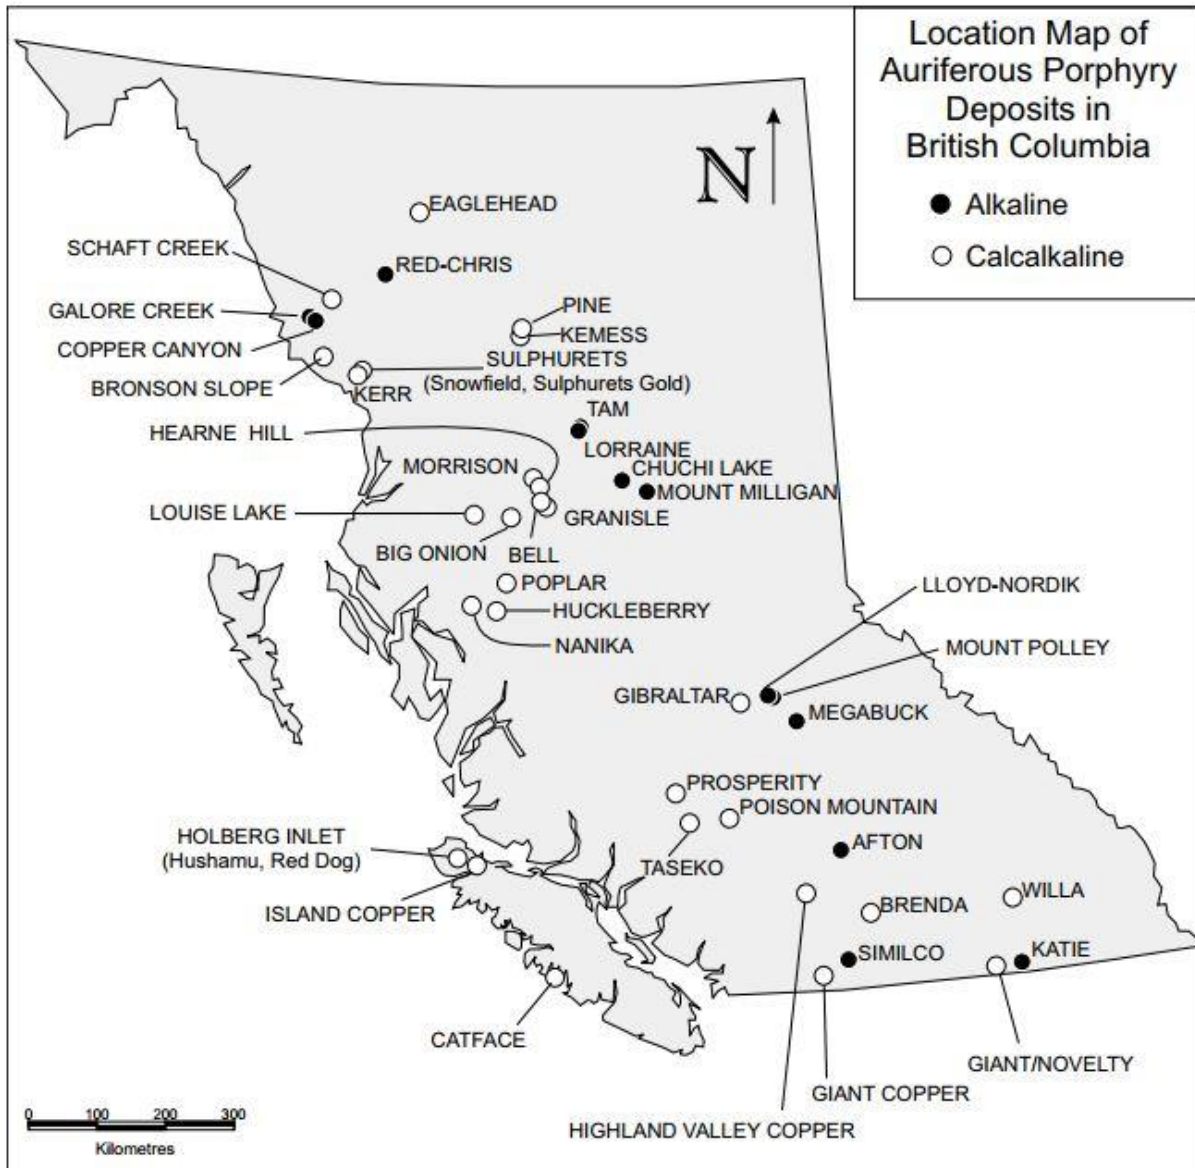 Location Map of
Auriferous Porphyry
Deposits in
British Columbia
Alkaline
Calcalkaline
N
EAGLEHEAD
SCHAFT CREEK
RED-CHRIS
GALORE CREEK
PINE
KEMESS
COPPER CANYON
SULPHURETS
(Snowfield, Sulphurets Gold)
BRONSON SLOPE
KERR
TAM
HEARNE HILL
LORRAINE
MORRISON
CHUCHI LAKE
MOUNT MILLIGAN
LOUISE LAKE
GRANISLE
BIG ONION
BELL
POPLAR
LLOYD-NORDIK
HUCKLEBERRY
NANIKA
MOUNT POLLEY
GIBRALTAR
MEGABUCK
PROSPERITY
POISON MOUNTAIN
HOLBERG INLET
(Hushamu, Red Dog)
AFTON
TASEKO
ISLAND COPPER
WILLA
BRENDA
SIMILCO
KATIE
CATFACE
GIANT/NOVELTY
GIANT COPPER
HIGHLAND VALLEY COPPER
0 100 200 300
Kilometres